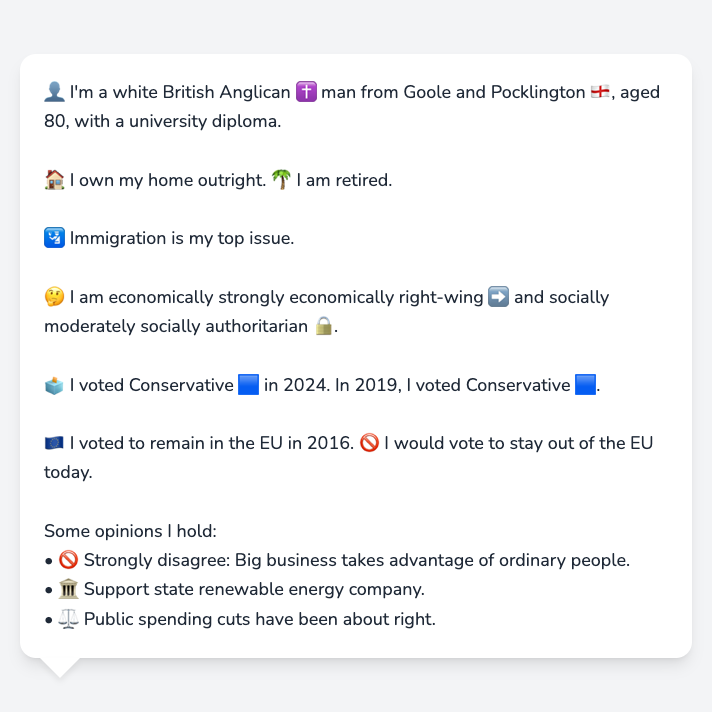 👤 I'm a white British Anglican ✝️ man from Goole and Pocklington 🏴󠁧󠁢󠁥󠁮󠁧󠁿, aged
80, with a university diploma.
🏠 I own my home outright. 🌴 I am retired.
🛂 Immigration is my top issue.
🤔 I am economically strongly economically right-wing ➡️ and socially
moderately socially authoritarian 🔒.
🗳️ I voted Conservative 🟦 in 2024. In 2019, I voted Conservative 🟦.
🇪🇺 I voted to remain in the EU in 2016. 🚫 I would vote to stay out of the EU
today.
Some opinions I hold:
• 🚫 Strongly disagree: Big business takes advantage of ordinary people.
• 🏛️ Support state renewable energy company.
• ⚖️ Public spending cuts have been about right.